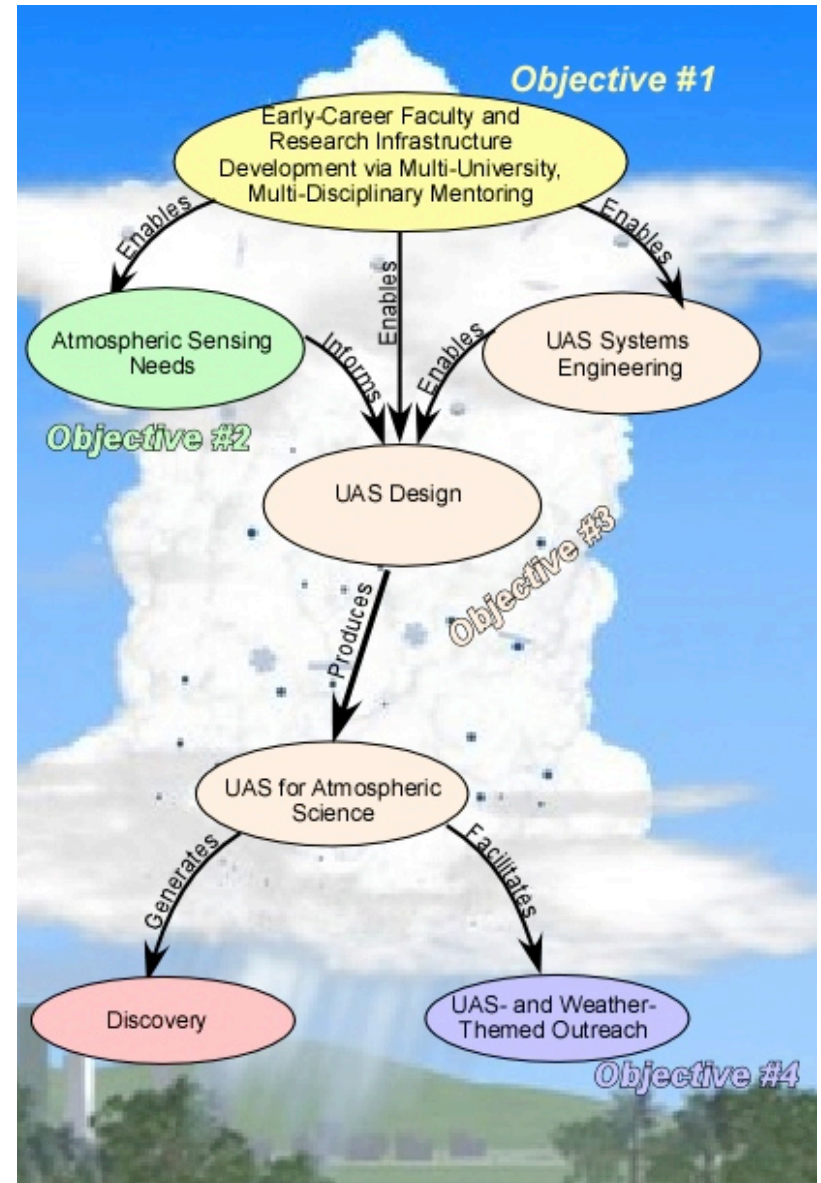 Objective #1
Early-Career Faculty and
Research Infrastructure
Development via Multi-University,
Multi-Disciplinary Mentoring
Enables
Enables
Enables
Atmospheric Sensing
Needs
Informs
Enables
UAS Systems
Engineering
Objective #2
UAS Design
Objective #3
Produces
UAS for Atmospheric
Science
Generates
Facilitates
Discovery
UAS- and Weather-
Themed Outreach
Objective #4